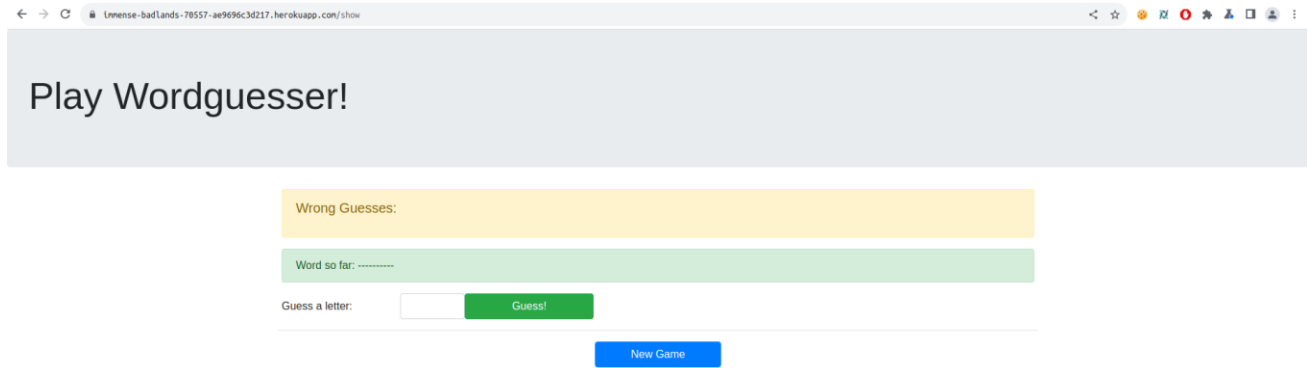 immense-badlands-70557-ae9696c3d217.herokuapp.com/show
Play Wordguesser!
Wrong Guesses:
Word so far: ----------
Guess a letter:
Guess!
New Game